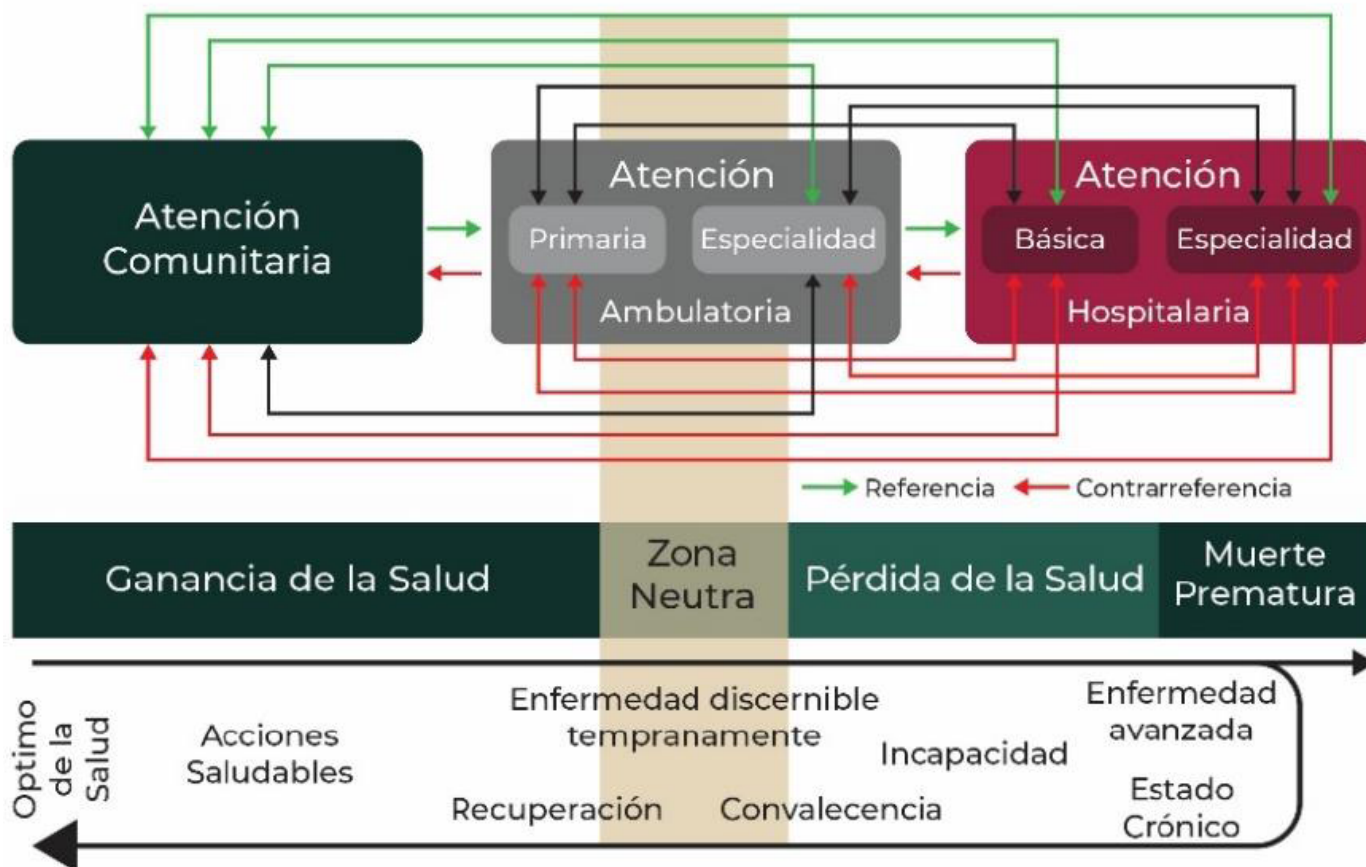 Atención
Comunitaria
Atención
Primaria
Especialidad
Ambulatoria
Atención
Básica
Especialidad
Hospitalaria
Referencia
Contrarreferencia
Ganancia de la Salud
Zona
Neutra
Pérdida de la Salud
Muerte
Prematura
Optimo
de la
Salud
Acciones
Saludables
Enfermedad discernible
tempranamente
Incapacidad
Enfermedad
avanzada
Recuperación
Convalecencia
Estado
Crónico